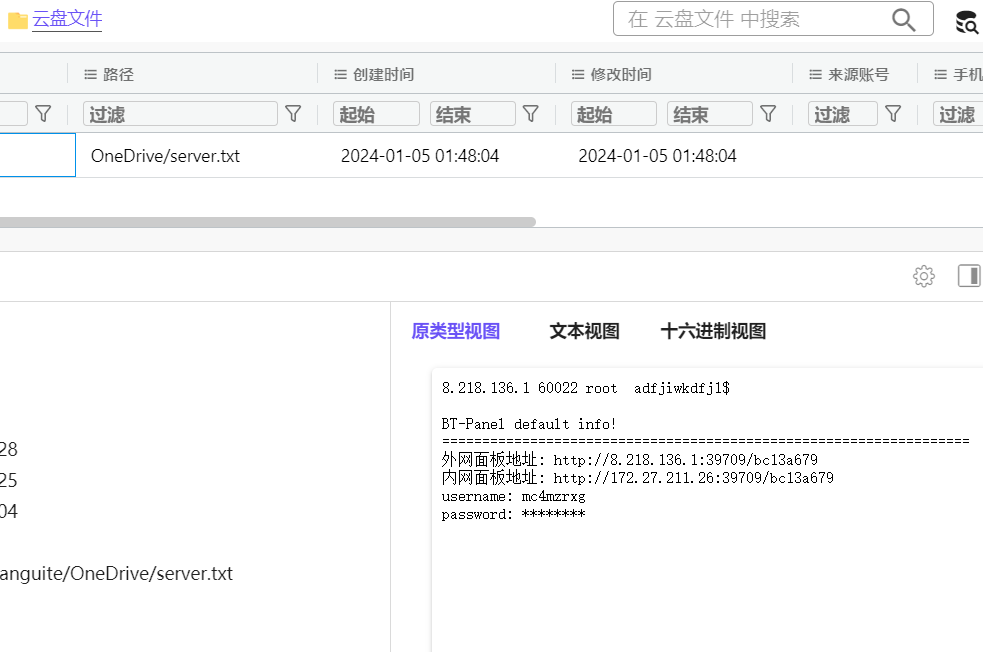 云盘文件
在 云盘文件 中搜索
路径 创建时间 修改时间 来源账号 手机
过滤 起始 结束 起始 结束 过滤 过滤
OneDrive/server.txt 2024-01-05 01:48:04 2024-01-05 01:48:04
原类型视图 文本视图 十六进制视图
8.218.136.1 60022 root  adfjiwkdfjl$
BT-Panel default info!
==================================================================
外网面板地址: http://8.218.136.1:39709/bc13a679
内网面板地址: http://172.27.211.26:39709/bc13a679
username: mc4mzrxg
password: ********
28
25
04
anguite/OneDrive/server.txt